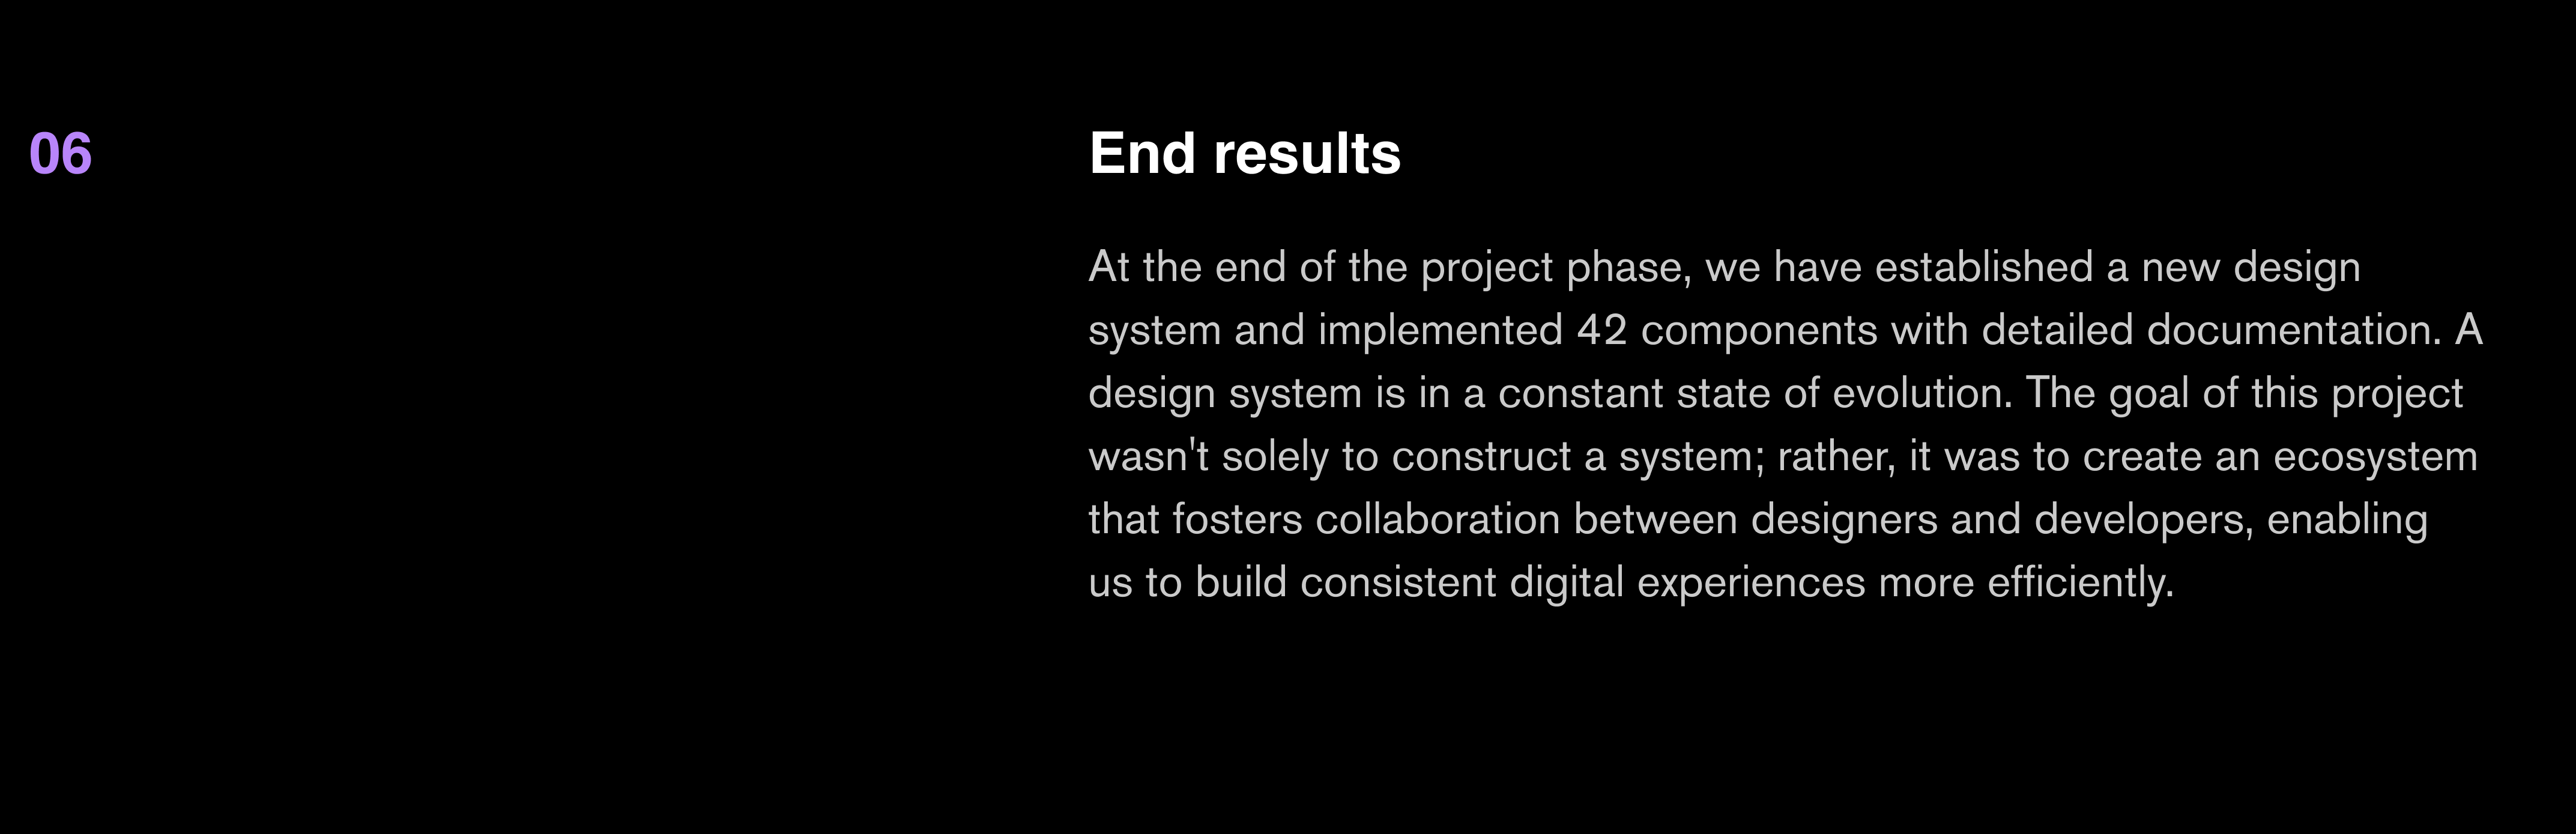 06
End results
At the end of the project phase, we have established a new design
system and implemented 42 components with detailed documentation. A
design system is in a constant state of evolution. The goal of this project
wasn't solely to construct a system; rather, it was to create an ecosystem
that fosters collaboration between designers and developers, enabling
us to build consistent digital experiences more efficiently.